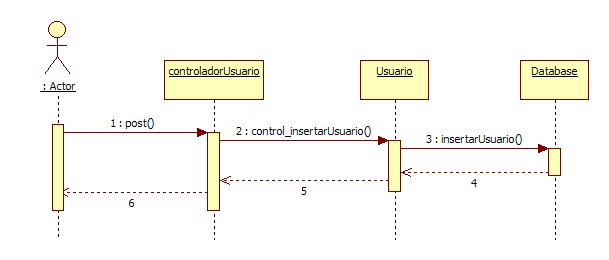 : Actor
controladorUsuario
Usuario
Database
1 : post()
2 : control_insertarUsuario()
3 : insertarUsuario()
4
5
6